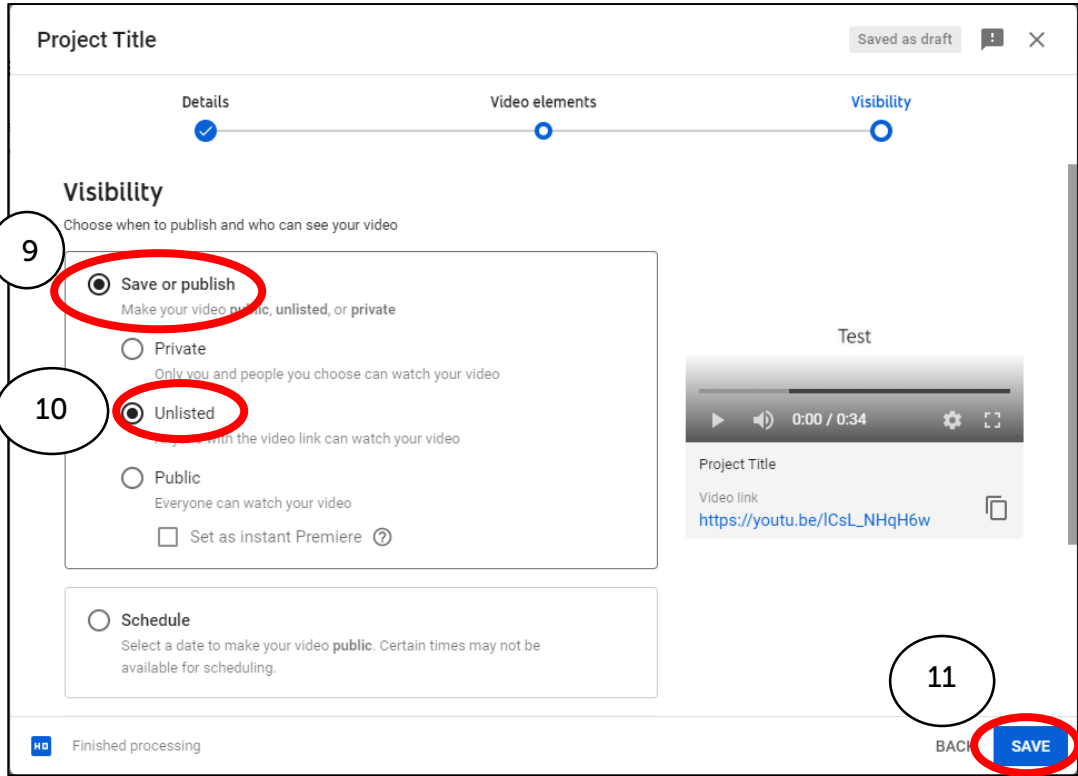 Project Title
Saved as draft
Details
Video elements
Visibility
Visibility
Choose when to publish and who can see your video
9
Save or publish
Make your video public, unlisted, or private
Private
Only you and people you choose can watch your video
10
Unlisted
Anyone with the video link can watch your video
Public
Everyone can watch your video
Set as instant Premiere
Test
0:00 / 0:34
Project Title
Video link
https://youtu.be/lCsL_NHqH6w
Schedule
Select a date to make your video public. Certain times may not be
available for scheduling.
11
HD
Finished processing
BACK
SAVE